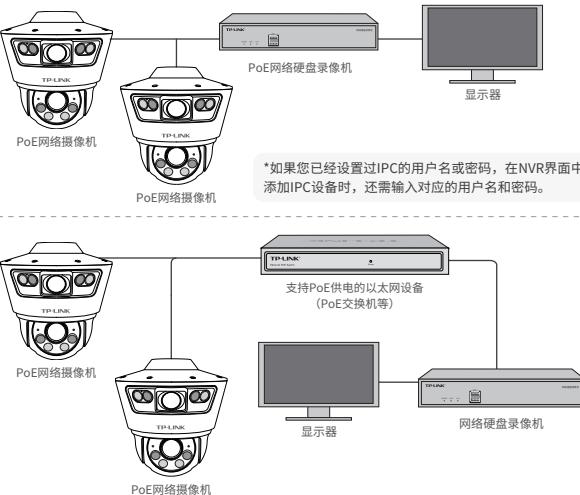 TP-LINK
PoE网络硬盘录像机
显示器
TP-LINK
PoE网络摄像机
TP-LINK
PoE网络摄像机
*如果您已经设置过IPC的用户名或密码，在NVR界面中
添加IPC设备时，还需输入对应的用户名和密码。
TP-LINK
支持PoE供电的以太网设备
（PoE交换机等）
TP-LINK
PoE网络摄像机
TP-LINK
网络硬盘录像机
显示器
TP-LINK
PoE网络摄像机